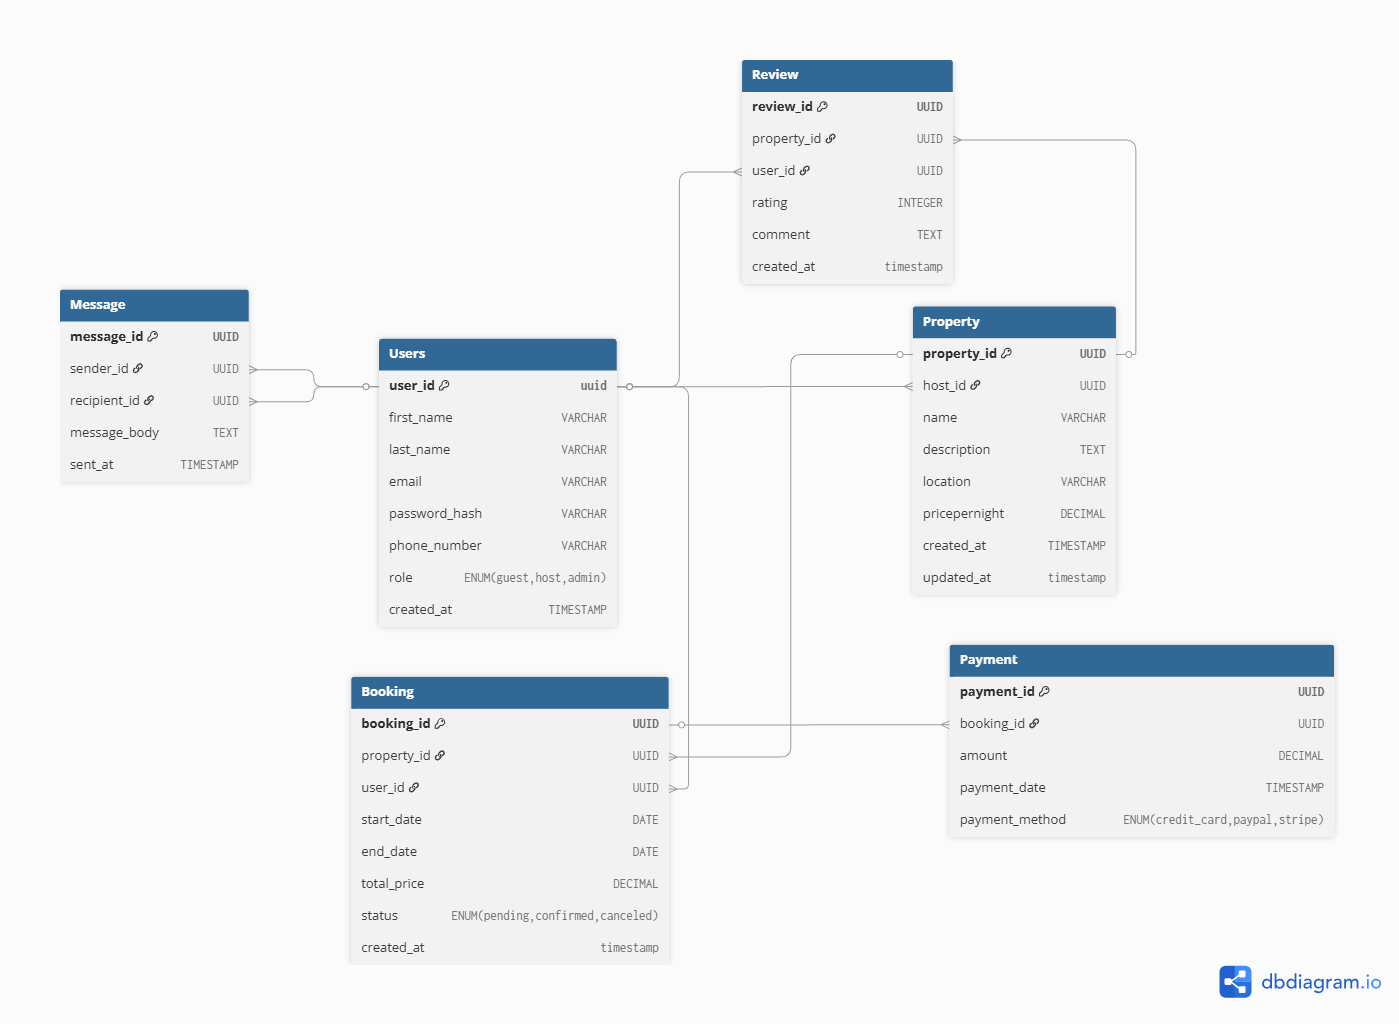 Review
review_id UUID
property_id UUID
user_id UUID
rating INTEGER
comment TEXT
created_at timestamp
Message
message_id UUID
sender_id UUID
recipient_id UUID
message_body TEXT
sent_at TIMESTAMP
Users
user_id uuid
first_name VARCHAR
last_name VARCHAR
email VARCHAR
password_hash VARCHAR
phone_number VARCHAR
role ENUM(guest,host,admin)
created_at TIMESTAMP
Property
property_id UUID
host_id UUID
name VARCHAR
description TEXT
location VARCHAR
pricepernight DECIMAL
created_at TIMESTAMP
updated_at timestamp
Booking
booking_id UUID
property_id UUID
user_id UUID
start_date DATE
end_date DATE
total_price DECIMAL
status ENUM(pending,confirmed,canceled)
created_at timestamp
Payment
payment_id UUID
booking_id UUID
amount DECIMAL
payment_date TIMESTAMP
payment_method ENUM(credit_card,paypal,stripe)
dbdiagram.io